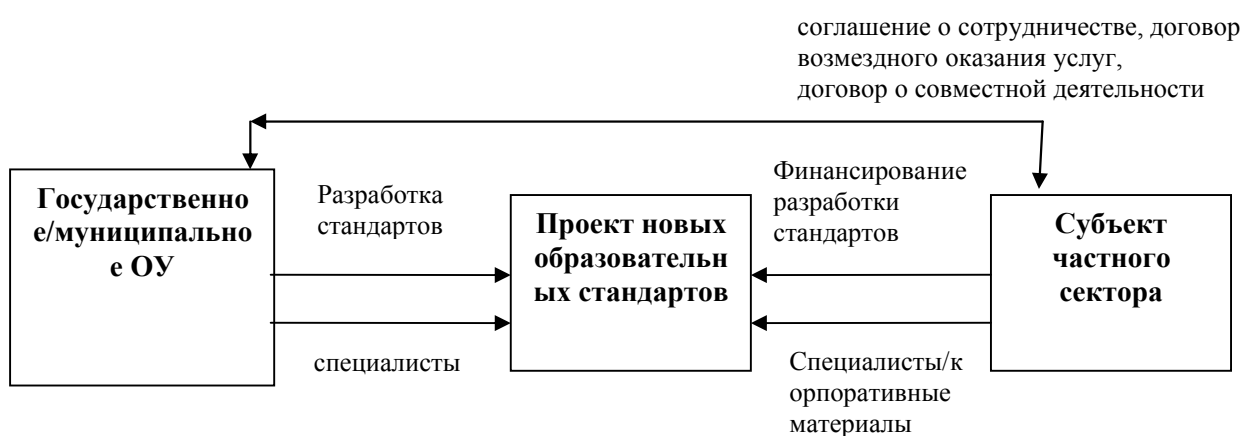 соглашение о сотрудничестве, договор
возмездного оказания услуг,
договор о совместной деятельности
Государственно
е/муниципально
е ОУ
Разработка
стандартов
специалисты
Проект новых
образовательн
ых стандартов
Финансирование
разработки
стандартов
Специалисты/к
орпоративные
материалы
Субъект
частного
сектора